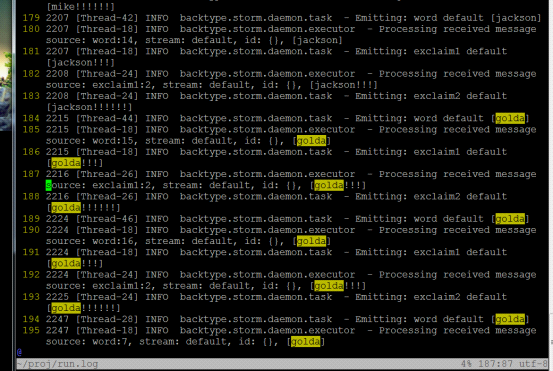 [mike!!!!!!]
179 2207 [Thread-42] INFO  backtype.storm.daemon.task  - Emitting: word default [jackson]
180 2207 [Thread-18] INFO  backtype.storm.daemon.executor  - Processing received message
source: word:14, stream: default, id: {}, [jackson]
181 2207 [Thread-18] INFO  backtype.storm.daemon.task  - Emitting: exclaim1 default
[jackson!!!]
182 2208 [Thread-24] INFO  backtype.storm.daemon.executor  - Processing received message
source: exclaim1:2, stream: default, id: {}, [jackson!!!]
183 2208 [Thread-24] INFO  backtype.storm.daemon.task  - Emitting: exclaim2 default
[jackson!!!!!!]
184 2215 [Thread-44] INFO  backtype.storm.daemon.task  - Emitting: word default [golda]
185 2215 [Thread-18] INFO  backtype.storm.daemon.executor  - Processing received message
source: word:15, stream: default, id: {}, [golda]
186 2215 [Thread-18] INFO  backtype.storm.daemon.task  - Emitting: exclaim1 default
[golda!!!]
187 2216 [Thread-26] INFO  backtype.storm.daemon.executor  - Processing received message
source: exclaim1:2, stream: default, id: {}, [golda!!!]
188 2216 [Thread-26] INFO  backtype.storm.daemon.task  - Emitting: exclaim2 default
[golda!!!!!!]
189 2224 [Thread-46] INFO  backtype.storm.daemon.task  - Emitting: word default [golda]
190 2224 [Thread-18] INFO  backtype.storm.daemon.executor  - Processing received message
source: word:16, stream: default, id: {}, [golda]
191 2224 [Thread-18] INFO  backtype.storm.daemon.task  - Emitting: exclaim1 default
[golda!!!]
192 2224 [Thread-24] INFO  backtype.storm.daemon.executor  - Processing received message
source: exclaim1:2, stream: default, id: {}, [golda!!!]
193 2225 [Thread-24] INFO  backtype.storm.daemon.task  - Emitting: exclaim2 default
[golda!!!!!!]
194 2247 [Thread-28] INFO  backtype.storm.daemon.task  - Emitting: word default [golda]
195 2247 [Thread-18] INFO  backtype.storm.daemon.executor  - Processing received message
source: word:7, stream: default, id: {}, [golda]
@
~/proj/run.log 4% 187:87 utf-8